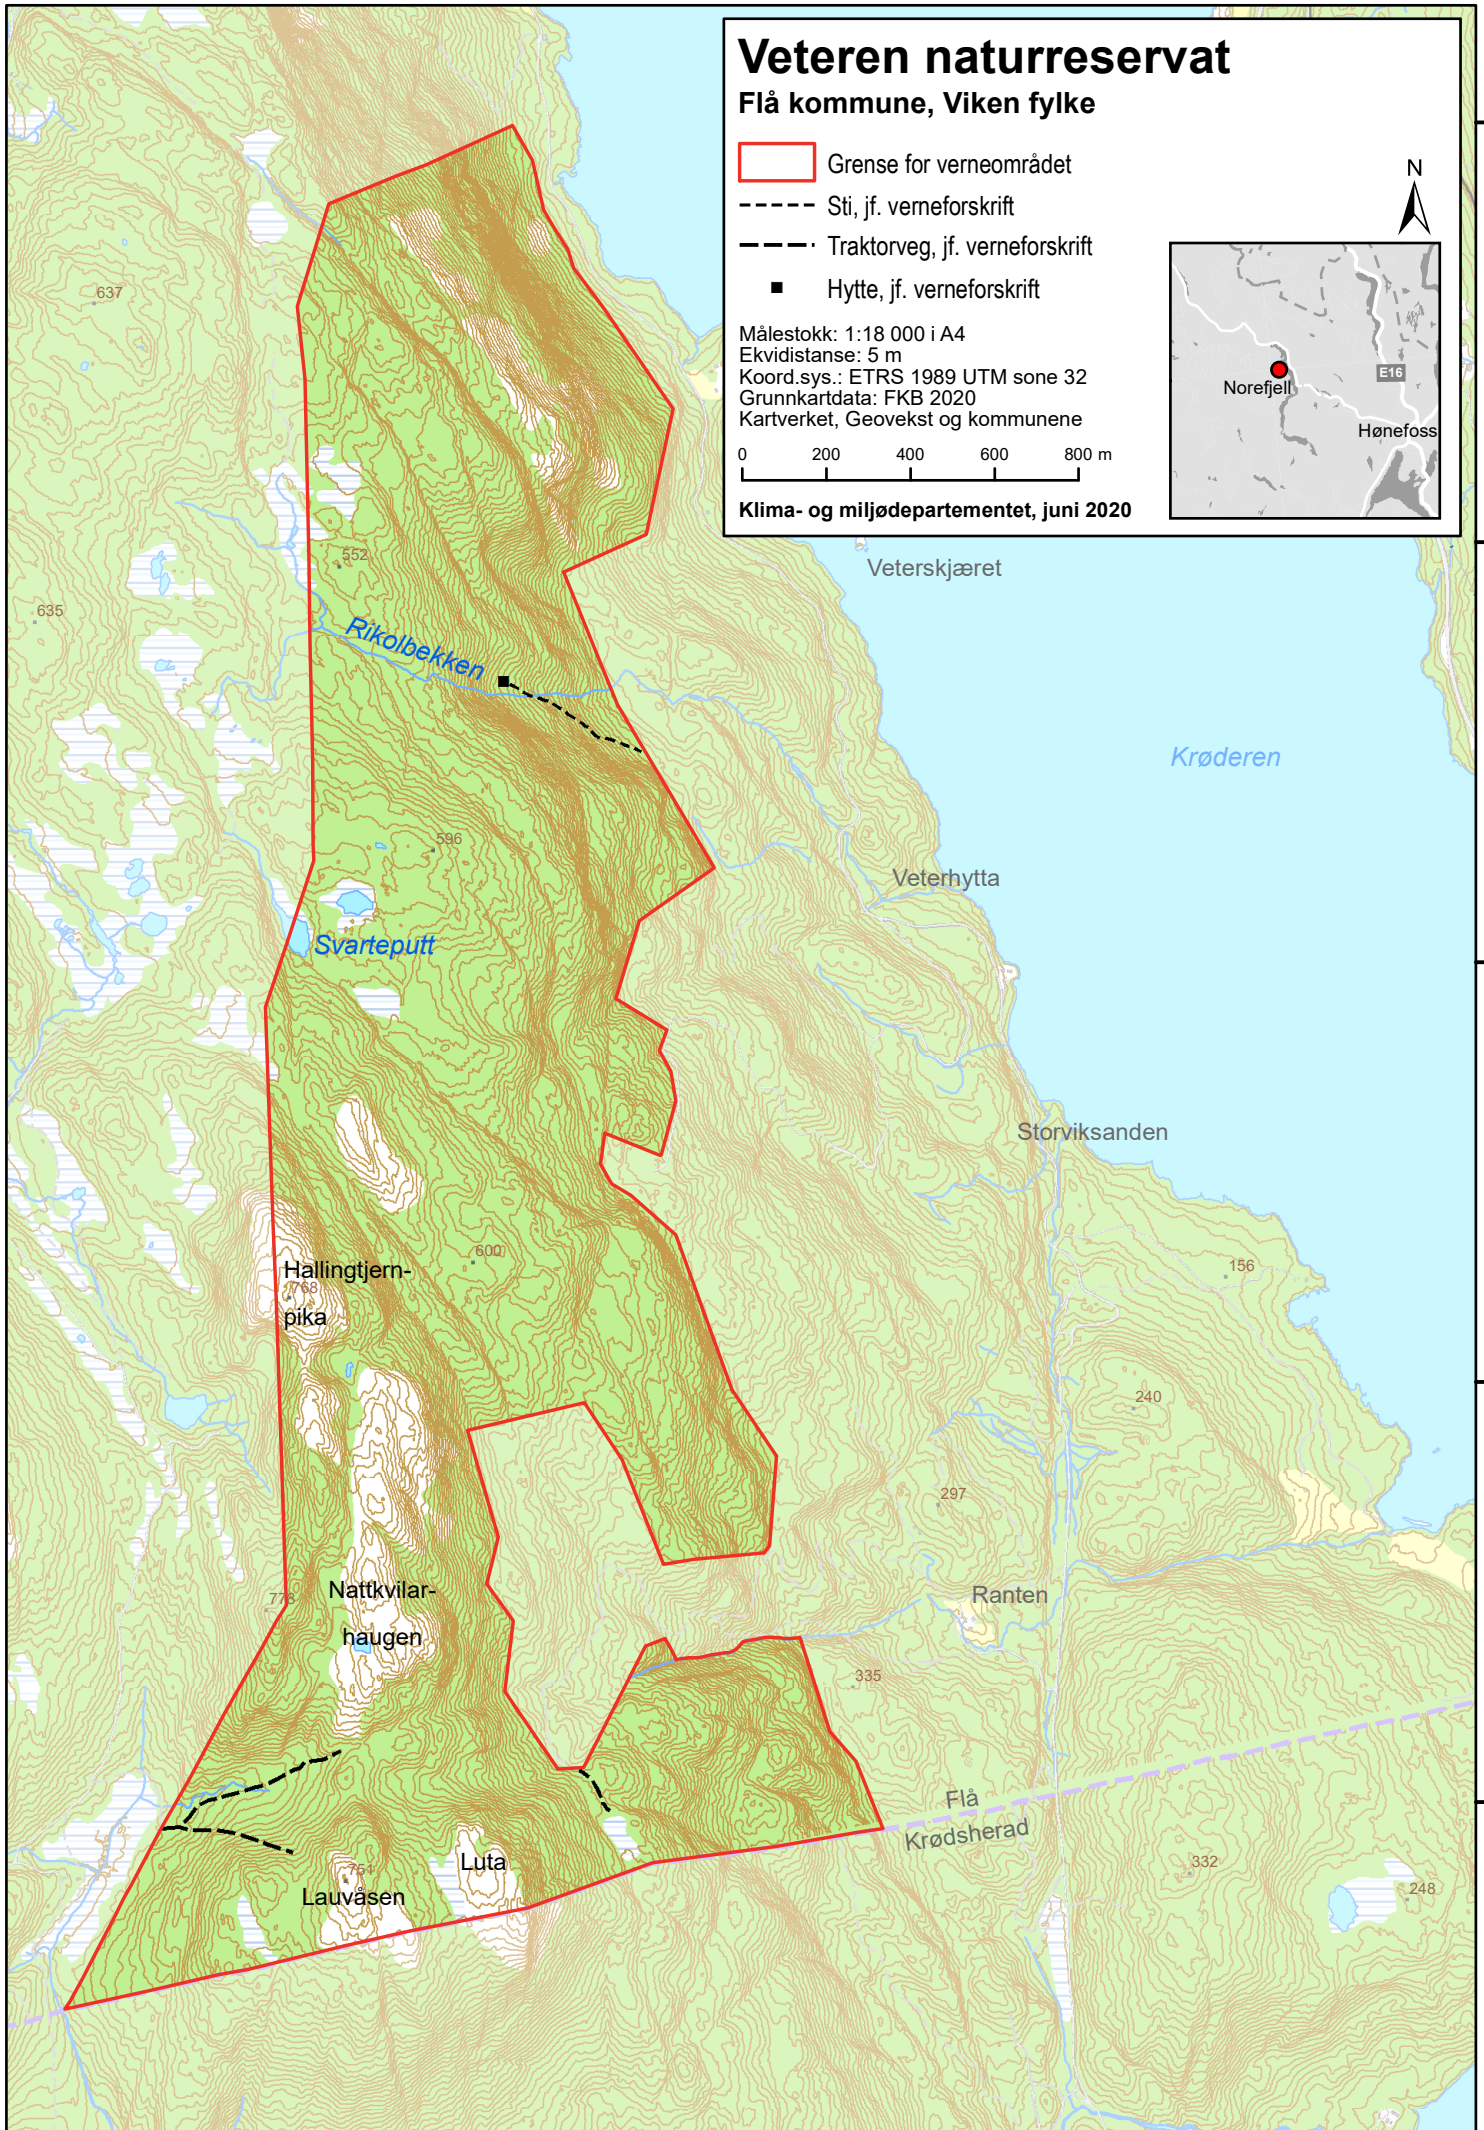 Veteren naturreservat
Flå kommune, Viken fylke
Grense for verneområdet
Sti, jf. verneforskrift
Traktorveg, jf. verneforskrift
Hytte, jf. verneforskrift
Målestokk: 1:18 000 i A4
Ekvidistanse: 5 m
Koord.sys.: ETRS 1989 UTM sone 32
Grunnkartdata: FKB 2020
Kartverket, Geovekst og kommunene
0 200 400 600 800 m
Klima- og miljødepartementet, juni 2020
N
E16
Norefjell
Hønefoss
637
552
Veterskjæret
635
Rikolbekken
Krøderen
596
Veterhytta
Svarteputt
Storviksanden
600
156
Hallingtjern-
768
pika
240
297
773
Nattkvilar-
haugen
Ranten
335
Flå
Krødsherad
Luta
751
Lauvåsen
332
248